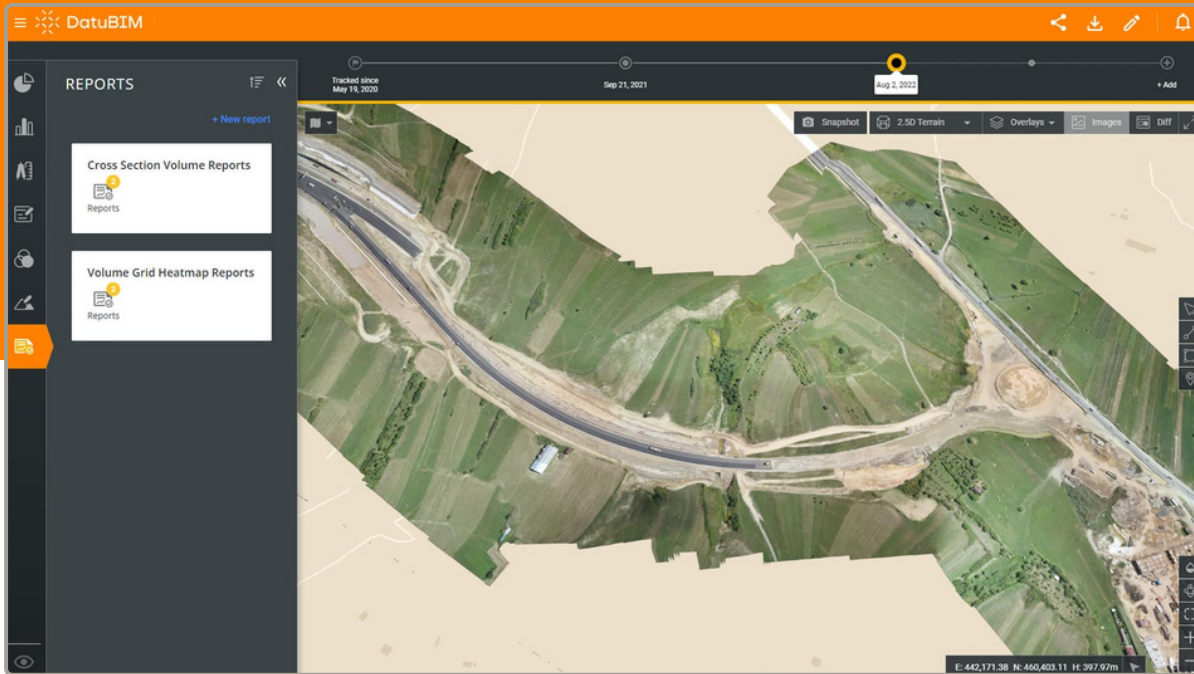 DatuBIM
REPORTS
Tracked since
May 19, 2020
Sep 21, 2021
Aug 2, 2022
+ Add
+ New report
Snapshot
2.5D Terrain
Overlays
Images
Diff
Cross Section Volume Reports
Reports
Volume Grid Heatmap Reports
Reports
E: 442,171.38 N: 460,403.11 H: 397.97m